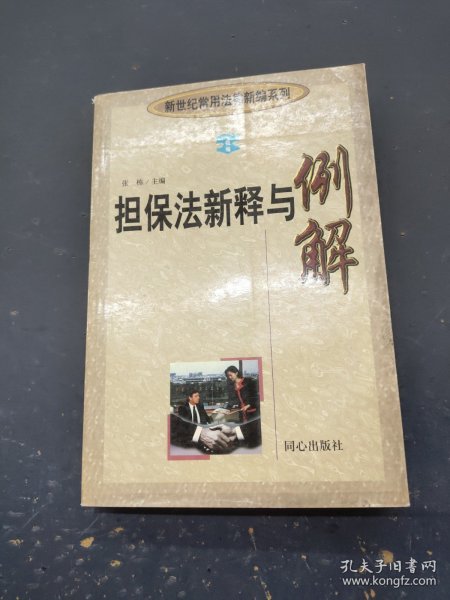 新世纪常用法律新编系列
张 栋／主编
担保法新释与
例解
同心出版社
孔夫子旧书网
www.kongfz.com